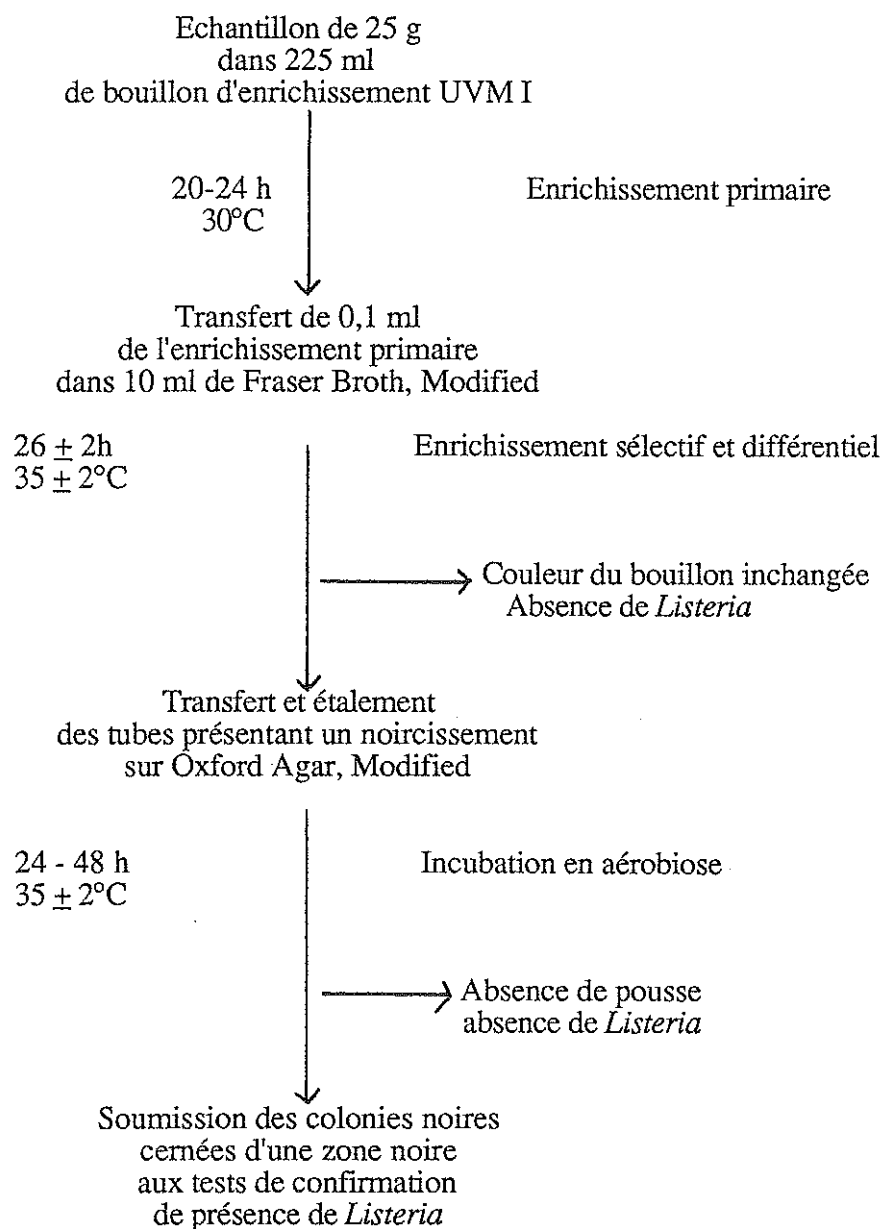 Echantillon de 25 g
dans 225 ml
de bouillon d'enrichissement UVM I
20-24 h
30°C
Enrichissement primaire
Transfert de 0,1 ml
de l'enrichissement primaire
dans 10 ml de Fraser Broth, Modified
26 ± 2h
35 ± 2°C
Enrichissement sélectif et différentiel
Couleur du bouillon inchangée
Absence de Listeria
Transfert et étalement
des tubes présentant un noircissement
sur Oxford Agar, Modified
24 - 48 h
35 ± 2°C
Incubation en aérobiose
Absence de pousse
absence de Listeria
Soumission des colonies noires
cernées d'une zone noire
aux tests de confirmation
de présence de Listeria